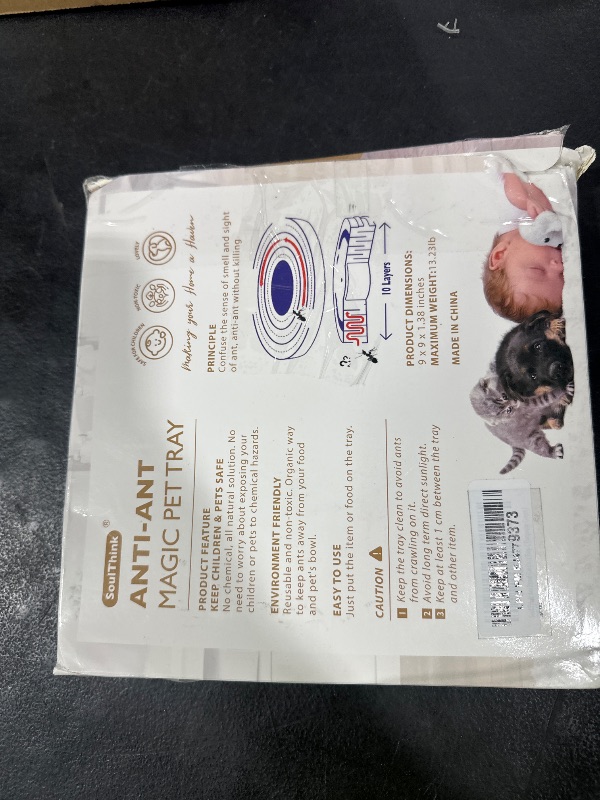 SoulThink®
ANTI-ANT
MAGIC PET TRAY
PRODUCT FEATURE
KEEP CHILDREN & PETS SAFE
No chemical, all natural solution. No
need to worry about exposing your
children or pets to chemical hazards.
ENVIRONMENT FRIENDLY
Reusable and non-toxic. Organic way
to keep ants away from your food
and pet's bowl.
EASY TO USE
Just put the item or food on the tray.
CAUTION
1 Keep the tray clean to avoid ants
from crawling on it.
2 Avoid long term direct sunlight.
3 Keep at least 1 cm between the tray
and other item.
SAFE FOR CHILDREN
NON-TOXIC
Making your Home a Haven
PRINCIPLE
Confuse the sense of smell and sight
of ant, anti-ant without killing.
??
10 Layers
PRODUCT DIMENSIONS:
9 x 9 x 1.38 inches
MAXIMUM WEIGHT:13.23lb
MADE IN CHINA